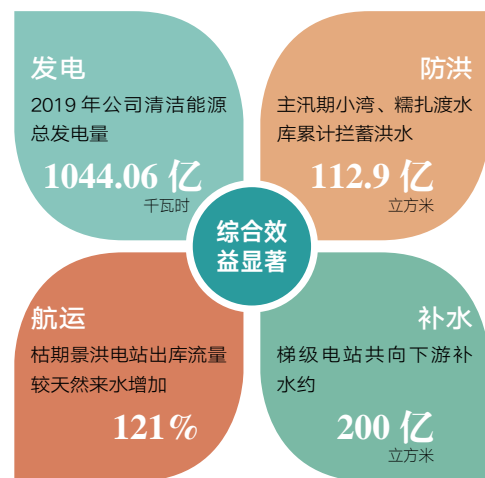 发电
2019 年公司清洁能源
总发电量
1044.06 亿
千瓦时
防洪
主汛期小湾、糯扎渡水
库累计拦蓄洪水
112.9 亿
立方米
综合效
益显著
航运
枯期景洪电站出库流量
较天然来水增加
121%
补水
梯级电站共向下游补
水约
200 亿
立方米